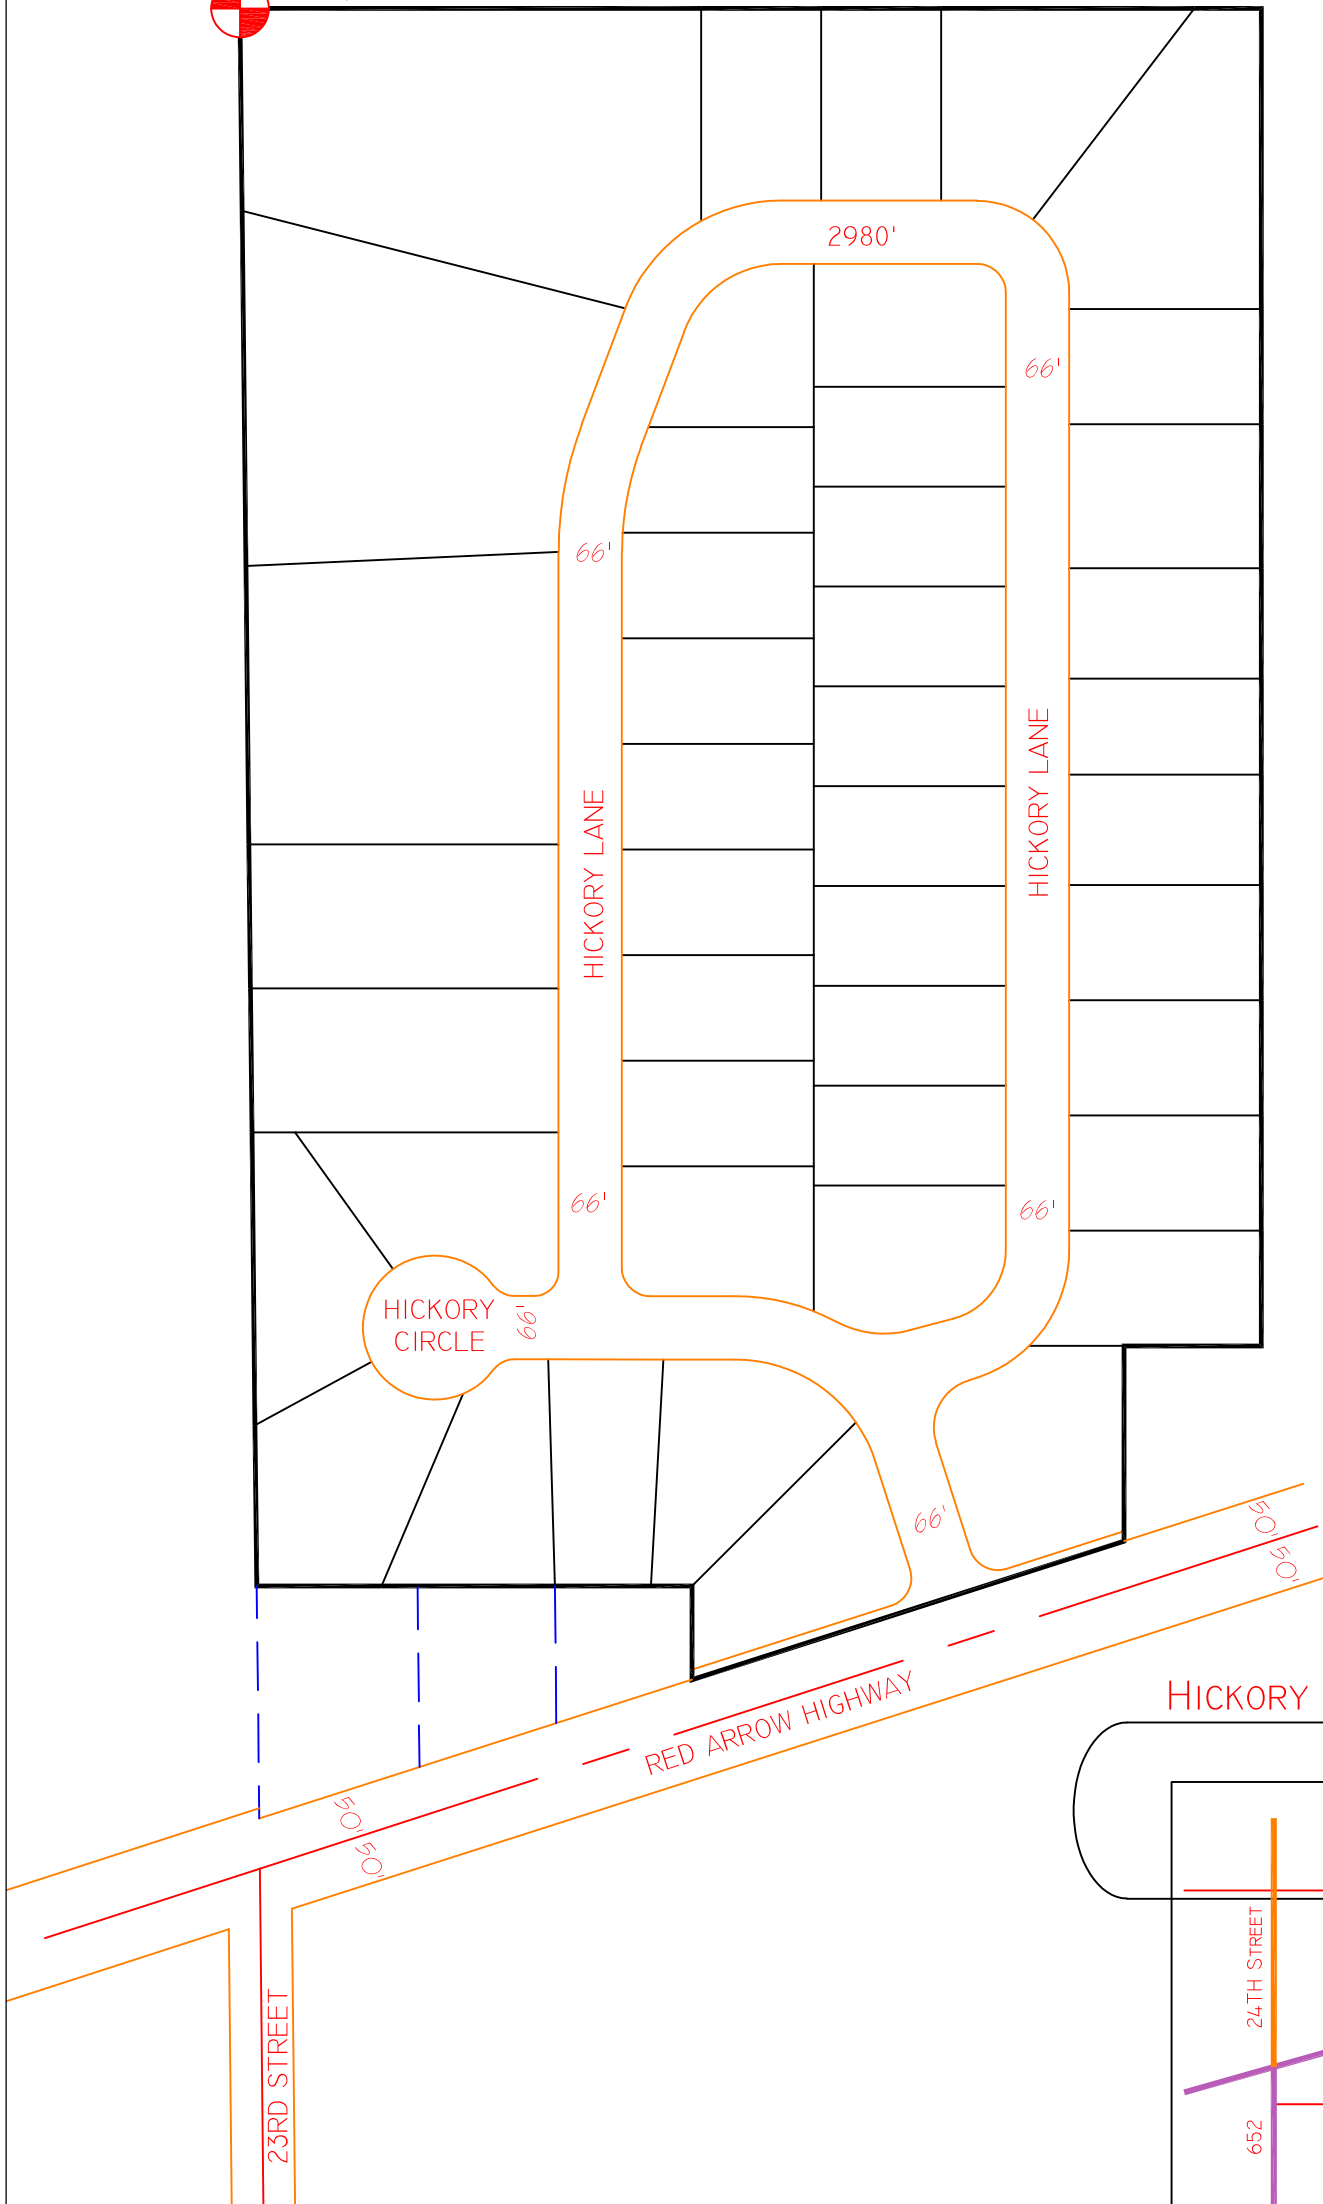 2980'
66'
66'
HICKORY LANE
HICKORY LANE
66'
66'
HICKORY
CIRCLE
66'
66'
50' 50'
RED ARROW HIGHWAY
HICKORY
50' 50'
24TH STREET
23RD STREET
652